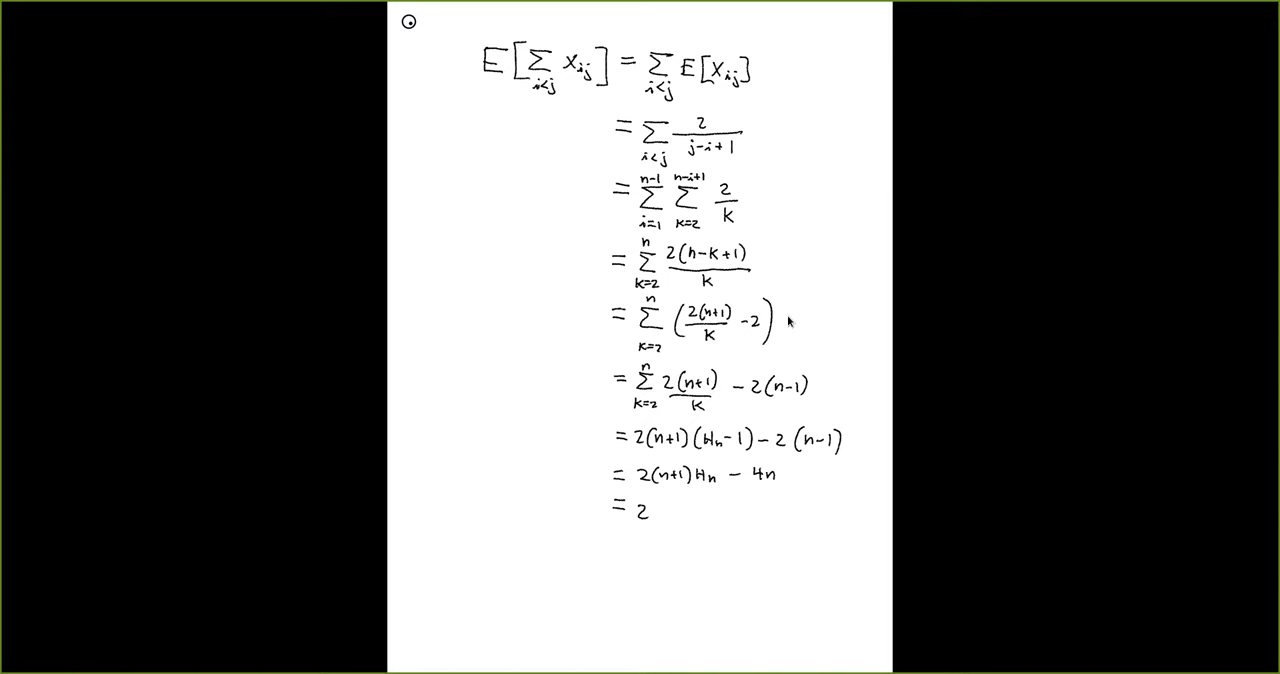 E[∑_{i<j} X_{ij}] = ∑_{i<j} E[X_{ij}]
= ∑_{i<j} 2/(j-i+1)
= ∑_{i=1}^{n-1} ∑_{k=2}^{n-i+1} 2/k
= ∑_{k=2}^{n} 2(n-k+1)/k
= ∑_{k=2}^{n} (2(n+1)/k - 2)
= ∑_{k=2}^{n} 2(n+1)/k - 2(n-1)
= 2(n+1)(H_n - 1) - 2(n-1)
= 2(n+1)H_n - 4n
= 2